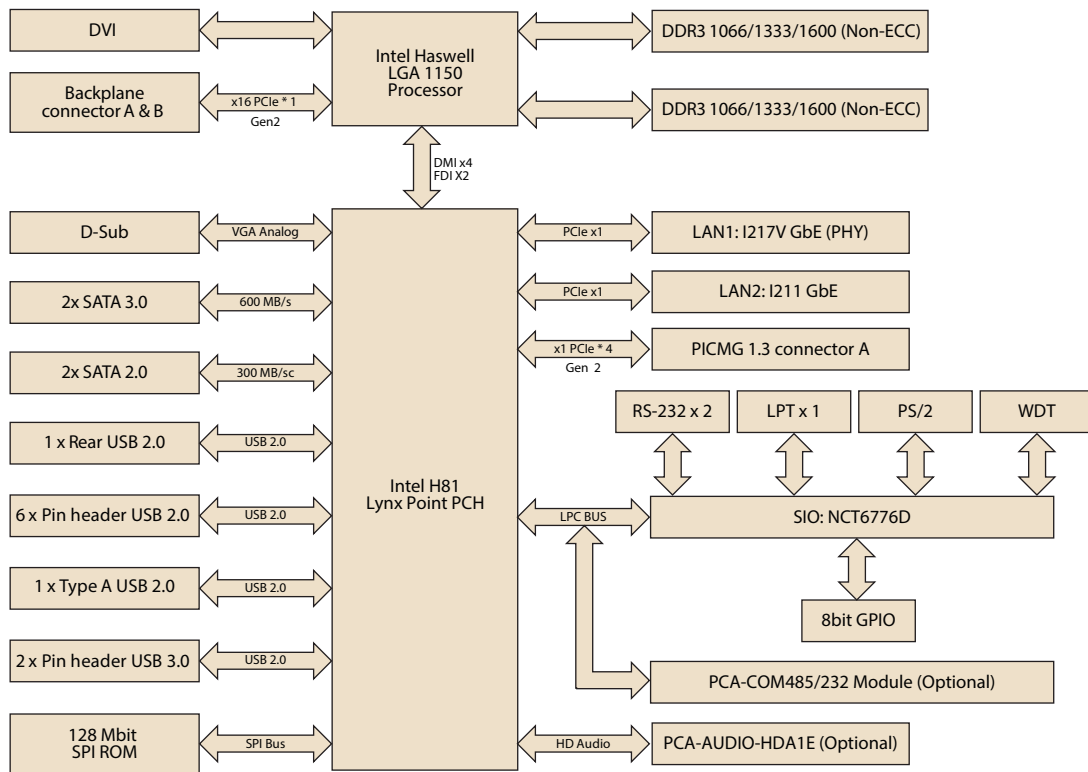 DVI
Backplane
connector A & B
x16 PCIe * 1
Gen2
Intel Haswell
LGA 1150
Processor
DDR3 1066/1333/1600 (Non-ECC)
DDR3 1066/1333/1600 (Non-ECC)
DMI x4
FDI X2
D-Sub
VGA Analog
2x SATA 3.0
600 MB/s
2x SATA 2.0
300 MB/sc
1 x Rear USB 2.0
USB 2.0
6 x Pin header USB 2.0
USB 2.0
1 x Type A USB 2.0
USB 2.0
2 x Pin header USB 3.0
USB 2.0
128 Mbit
SPI ROM
SPI Bus
Intel H81
Lynx Point PCH
PCIe x1
LAN1: I217V GbE (PHY)
PCIe x1
LAN2: I211 GbE
x1 PCIe * 4
Gen 2
PICMG 1.3 connector A
RS-232 x 2
LPT x 1
PS/2
WDT
LPC BUS
SIO: NCT6776D
8bit GPIO
PCA-COM485/232 Module (Optional)
HD Audio
PCA-AUDIO-HDA1E (Optional)